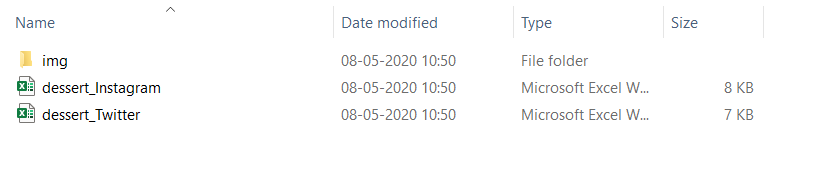 Name Date modified Type Size
img 08-05-2020 10:50 File folder
dessert_Instagram 08-05-2020 10:50 Microsoft Excel W... 8 KB
dessert_Twitter 08-05-2020 10:50 Microsoft Excel W... 7 KB